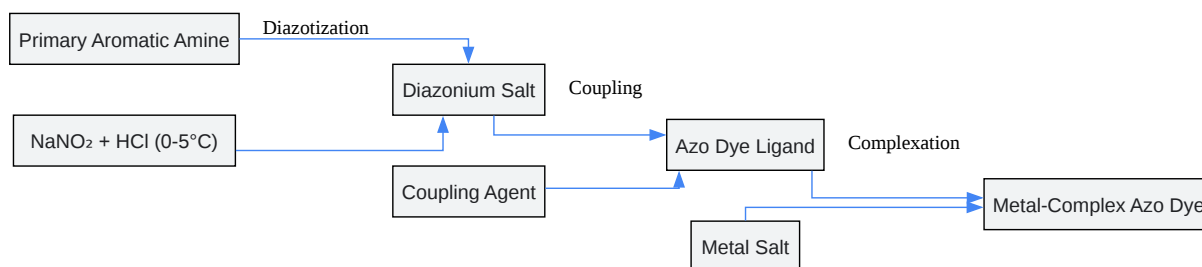 Primary Aromatic Amine
Diazotization
NaNO₂ + HCl (0-5°C)
Diazonium Salt
Coupling
Coupling Agent
Azo Dye Ligand
Complexation
Metal Salt
Metal-Complex Azo Dye